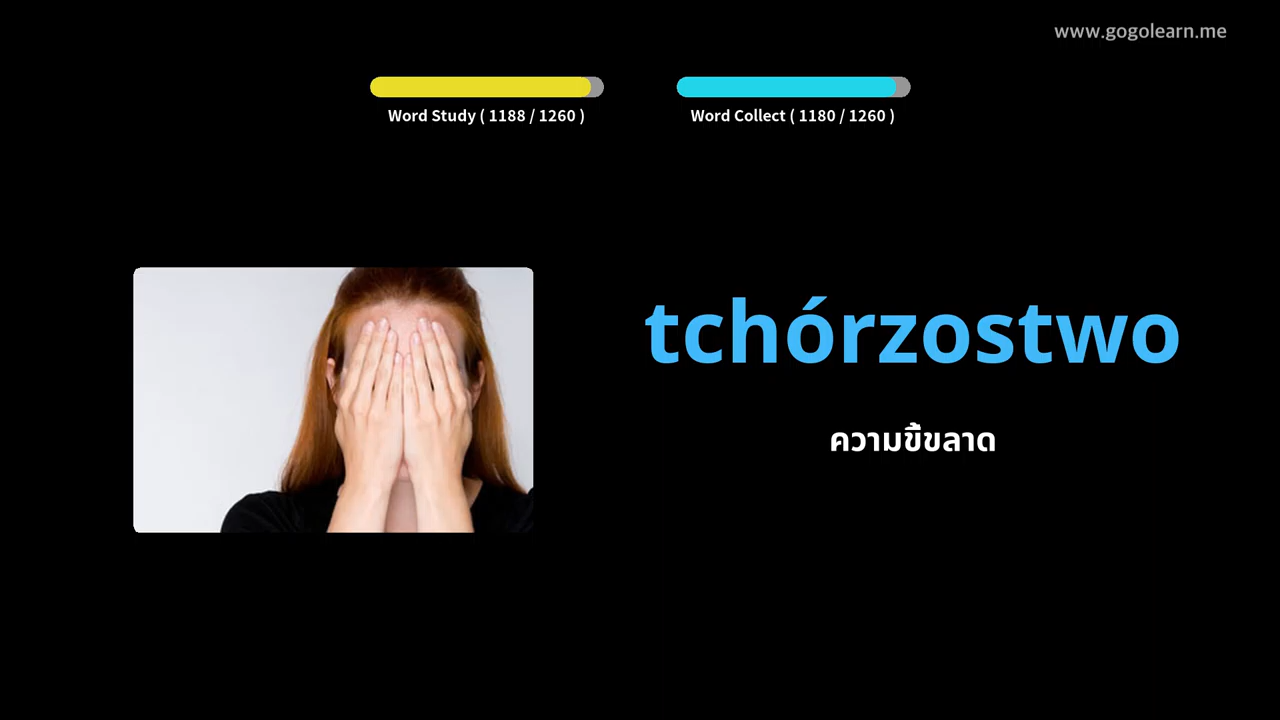 www.gogolearn.me
Word Study ( 1188 / 1260 )
Word Collect ( 1180 / 1260 )
tchórzostwo
ความขี้ขลาด